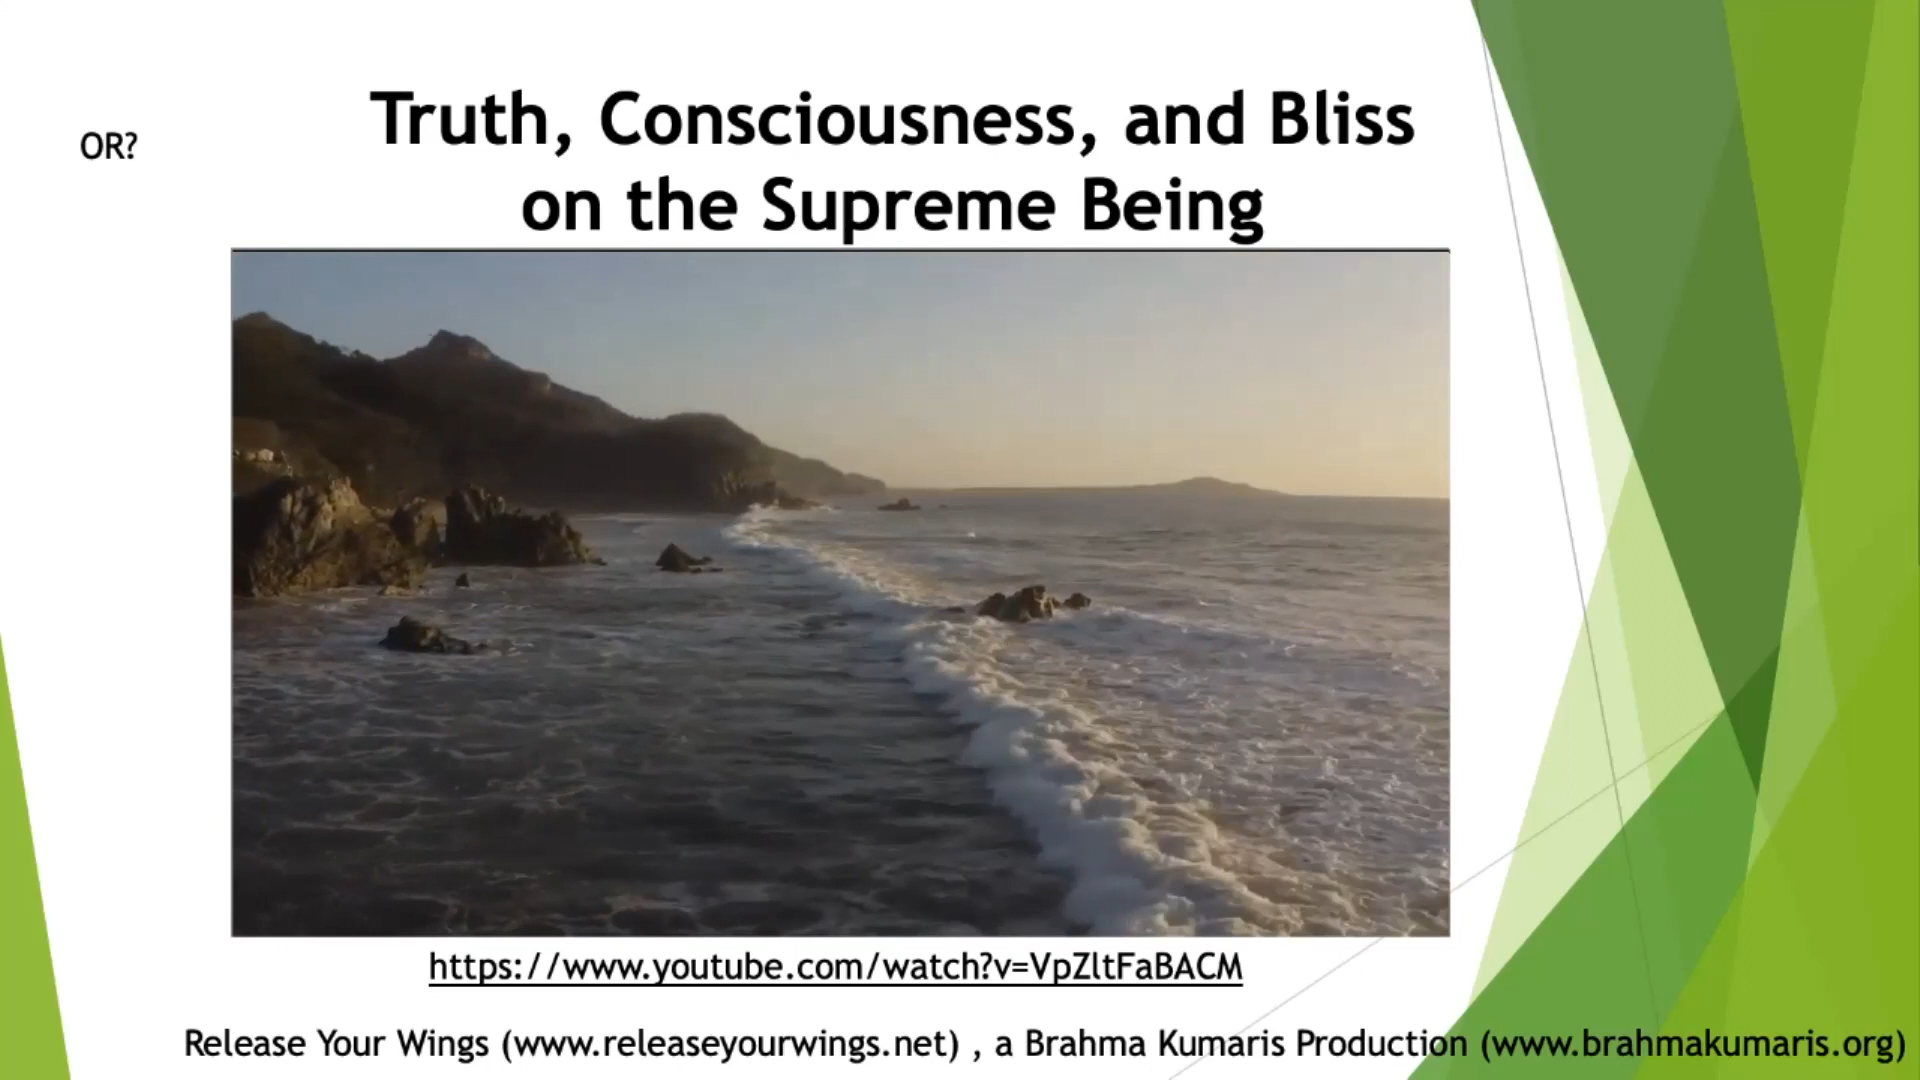 OR?
Truth, Consciousness, and Bliss
on the Supreme Being
https://www.youtube.com/watch?v=VpZltFaBACM
Release Your Wings (www.releaseyourwings.net) , a Brahma Kumaris Production (www.brahmakumaris.org)